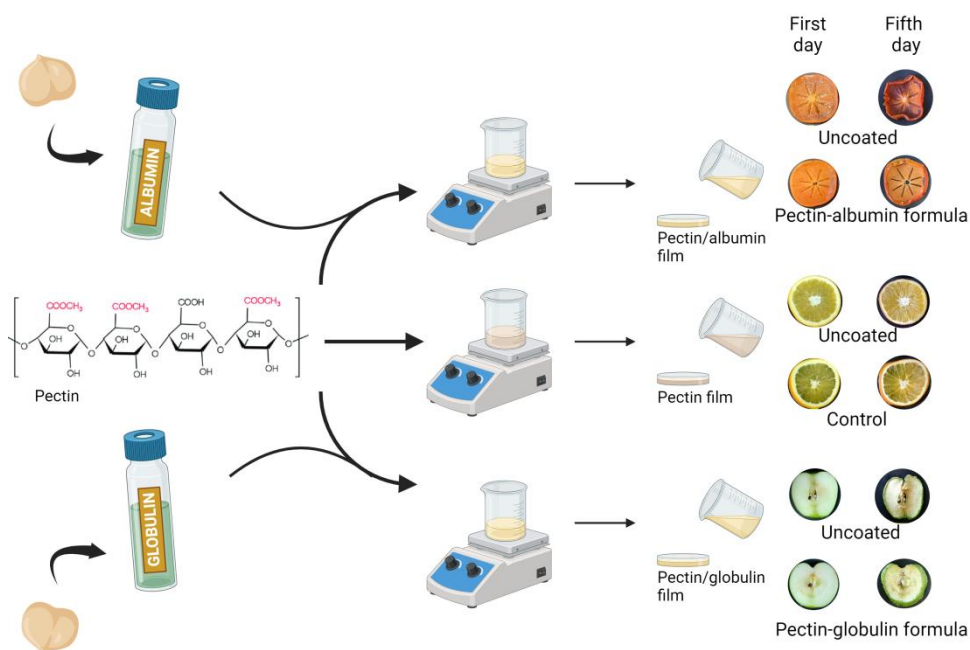 First day
Fifth day
Uncoated
Pectin-albumin formula
ALBUMIN
Pectin/albumin
film
COOCH₃
COOCH₃
COOH
COOCH₃
O
O
O
O
OH
OH
OH
OH
O
O
O
O
O
OH
OH
OH
OH
Pectin
Pectin film
Uncoated
Control
GLOBULIN
Pectin/globulin
film
Uncoated
Pectin-globulin formula